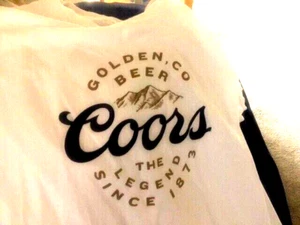 GOLDEN, CO
BEER
Coors
THE
LEGEND
SINCE 1873